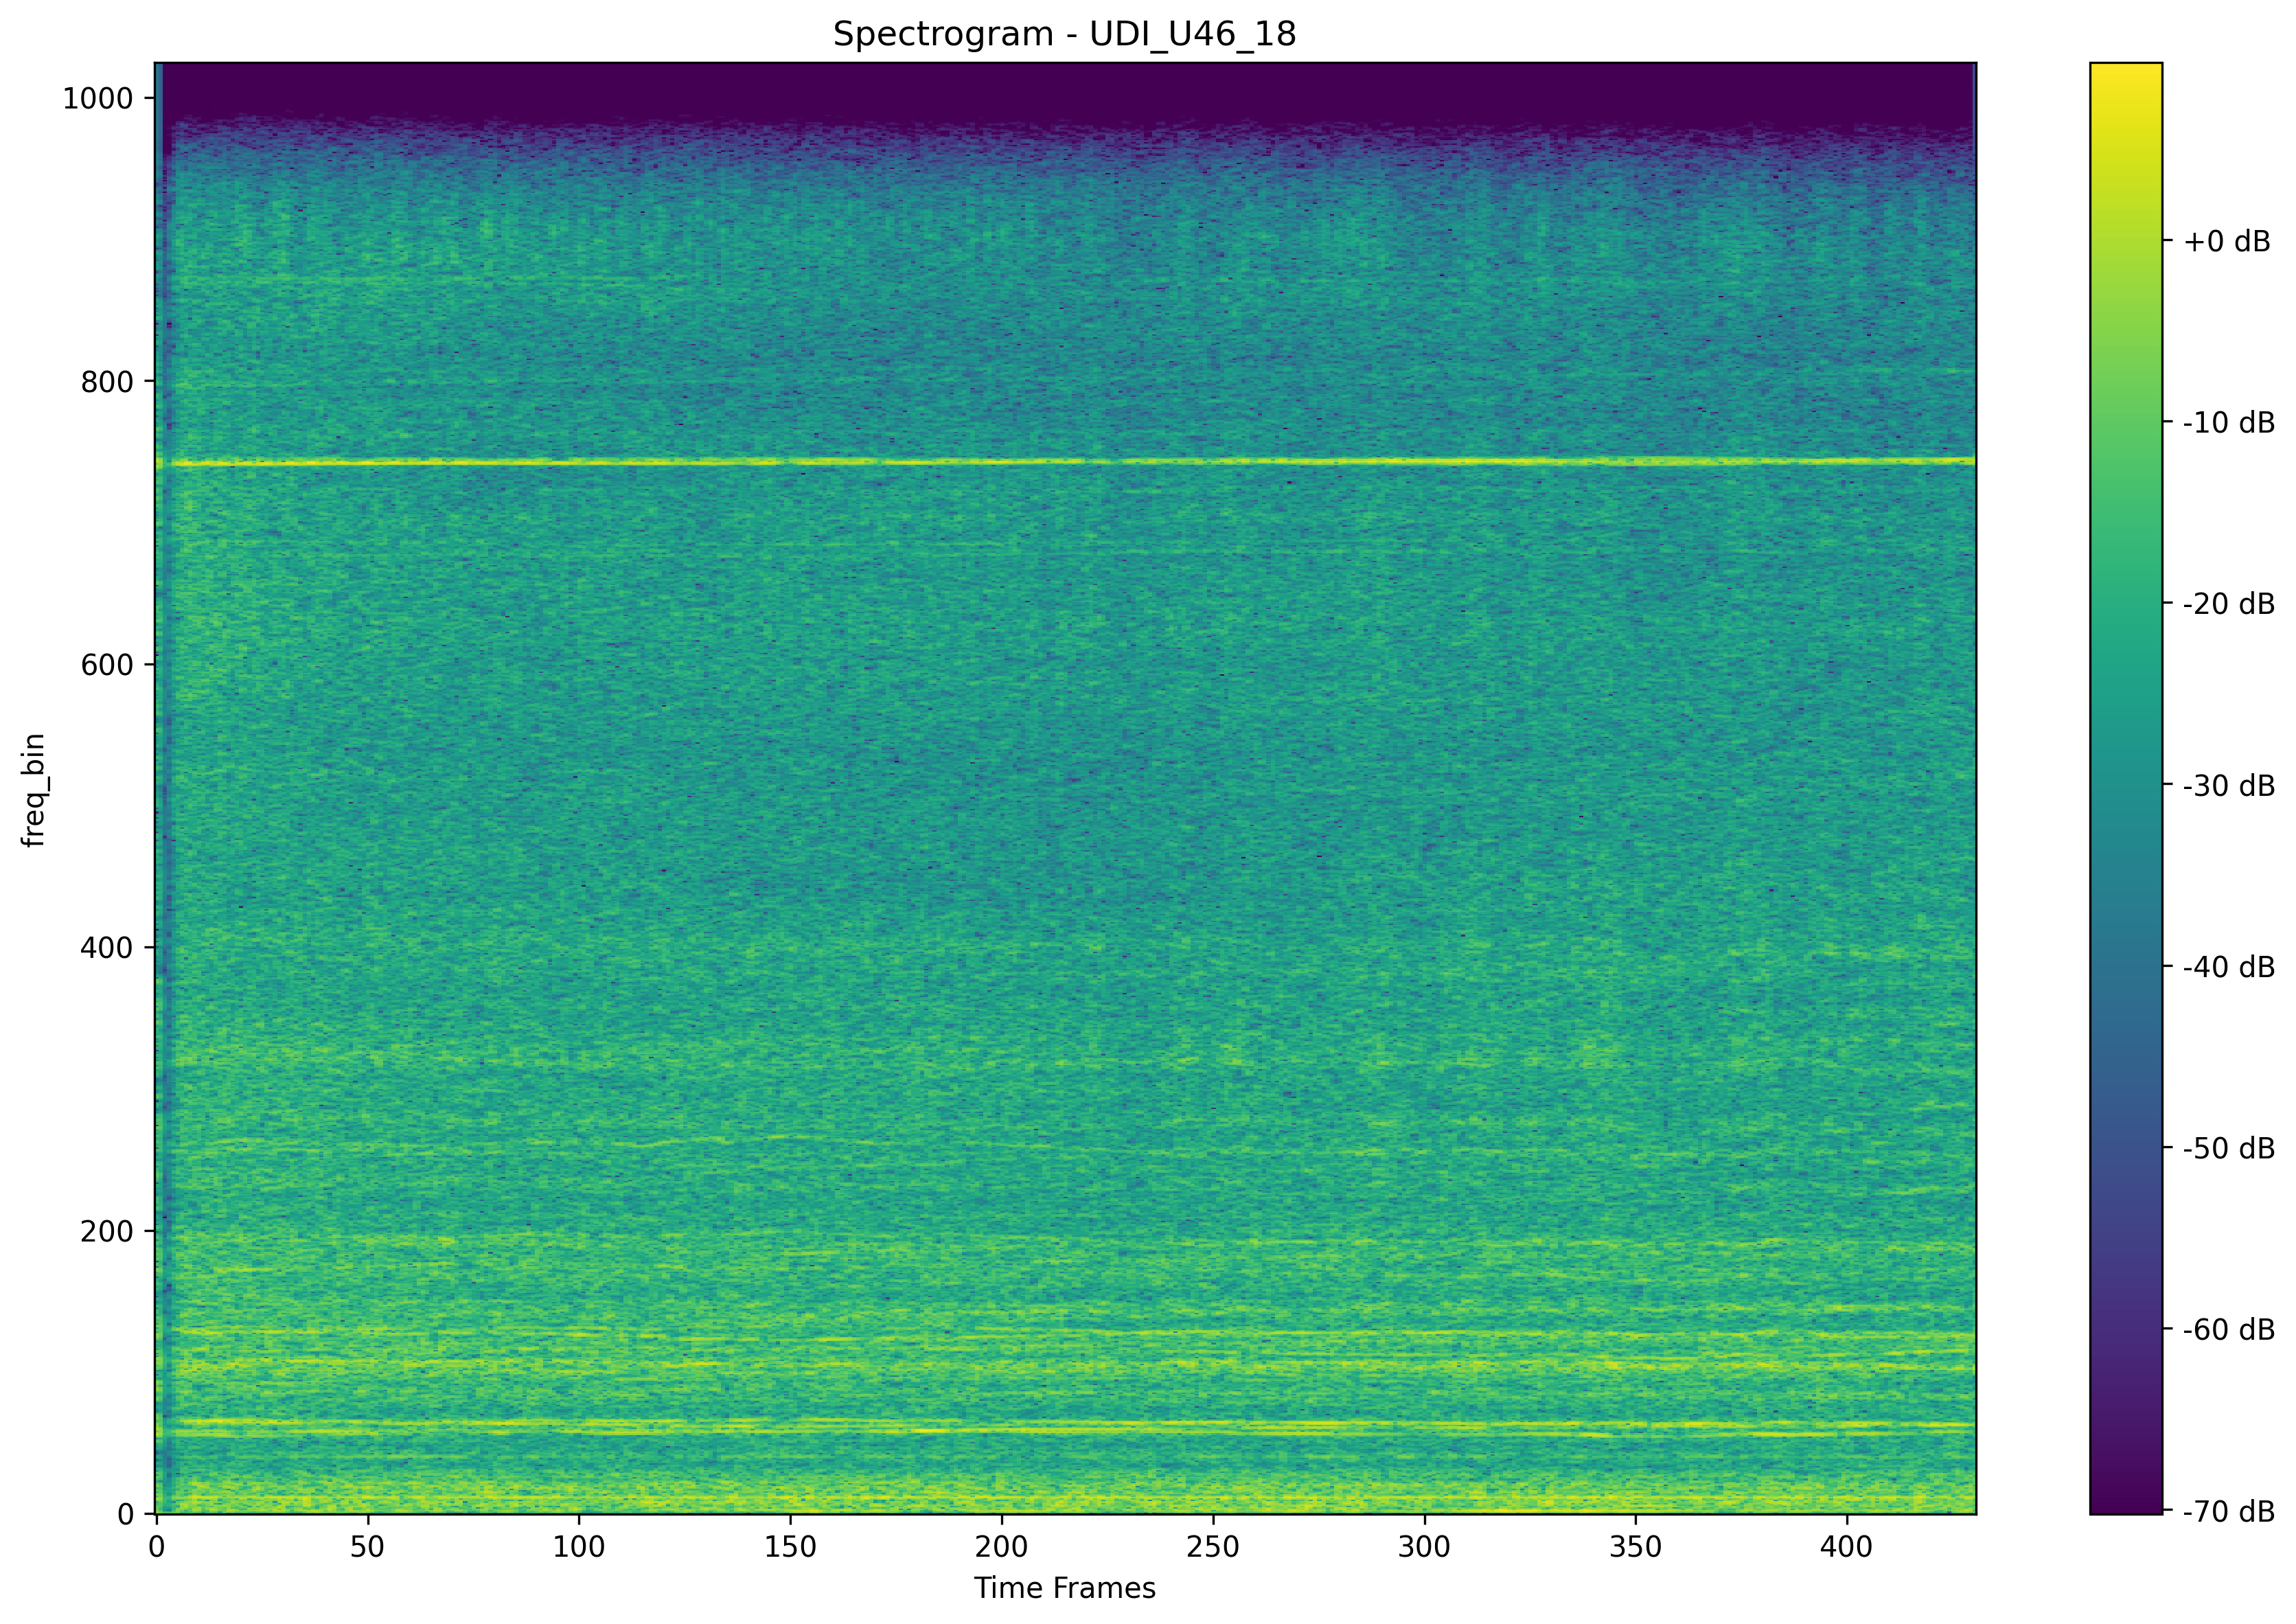 Spectrogram - UDI_U46_18
1000
800
600
400
200
0
freq_bin
0 50 100 150 200 250 300 350 400
Time Frames
+0 dB
-10 dB
-20 dB
-30 dB
-40 dB
-50 dB
-60 dB
-70 dB